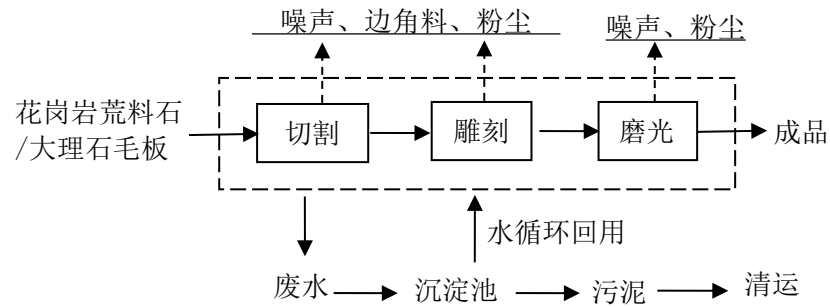 噪声、边角料、粉尘
噪声、粉尘
花岗岩荒料石
/大理石毛板
切割
雕刻
磨光
成品
水循环回用
废水
沉淀池
污泥
清运